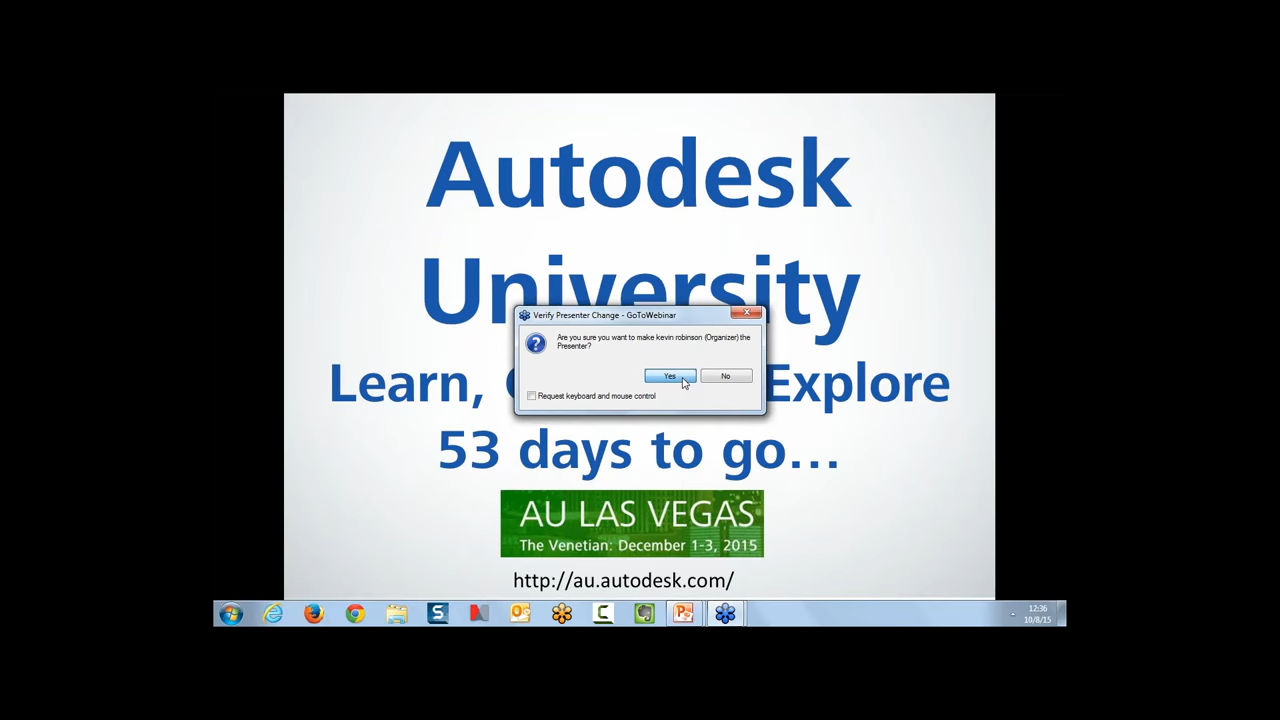 Autodesk
University
Verify Presenter Change - GoToWebinar
Are you sure you want to make kevin robinson (Organizer) the
Presenter?
Yes
No
Request keyboard and mouse control
Learn,
Explore
53 days to go...
AU LAS VEGAS
The Venetian: December 1-3, 2015
http://au.autodesk.com/
12:36
10/8/15